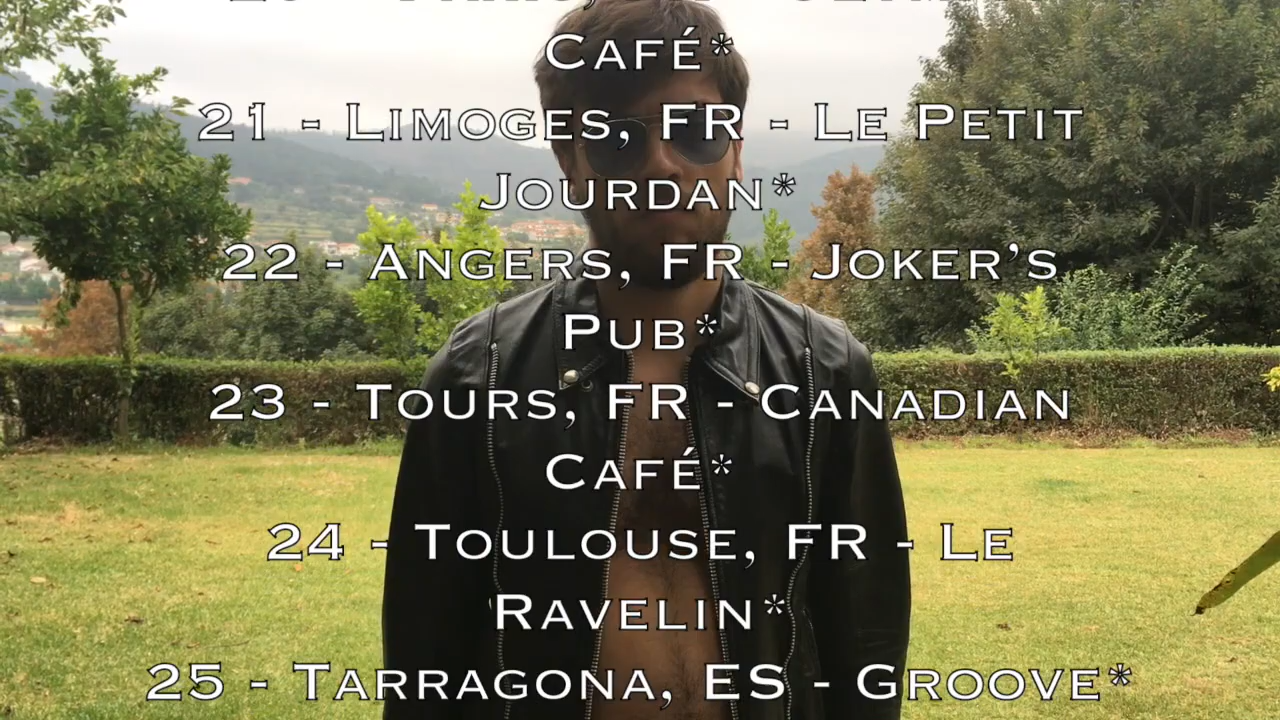 Café*
21 - Limoges, FR - Le Petit
Jourdan*
22 - Angers, FR - Joker's
Pub*
23 - Tours, FR - Canadian
Café*
24 - Toulouse, FR - Le
Ravelin*
25 - Tarragona, ES - Groove*